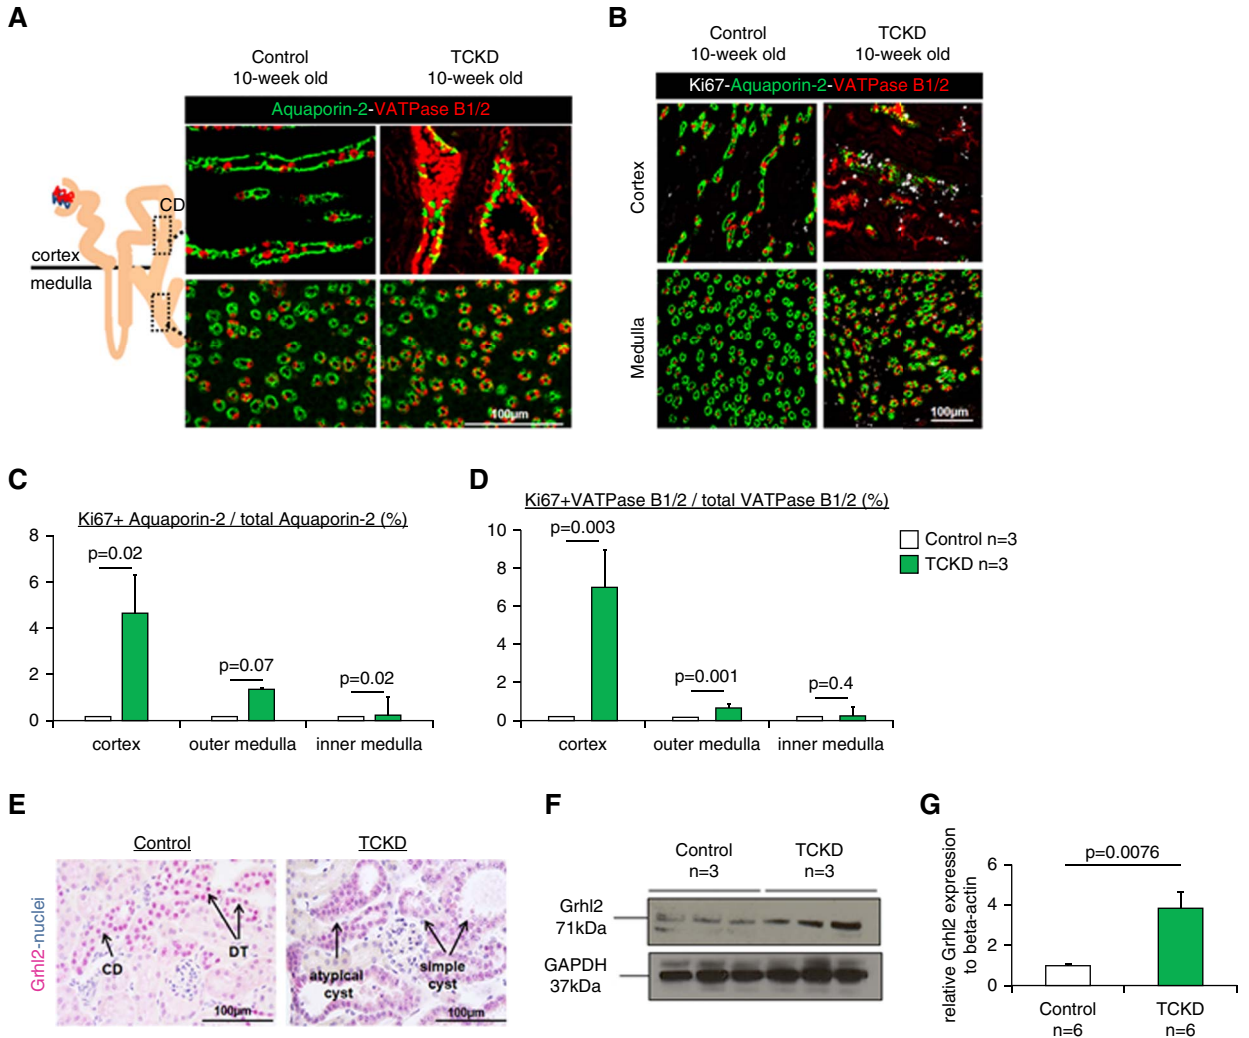 A
Control
10-week old
TCKD
10-week old
Aquaporin-2-VATPase B1/2
CD
cortex
medulla
100µm
B
Control
10-week old
TCKD
10-week old
Ki67-Aquaporin-2-VATPase B1/2
Cortex
Medulla
100µm
C
Ki67+ Aquaporin-2 / total Aquaporin-2 (%)
8
6
4
2
0
p=0.02
p=0.07
p=0.02
cortex
outer medulla
inner medulla
D
Ki67+VATPase B1/2 / total VATPase B1/2 (%)
10
8
6
4
2
0
p=0.003
p=0.001
p=0.4
cortex
outer medulla
inner medulla
Control n=3
TCKD n=3
E
Control
TCKD
Grhl2-nuclei
CD
DT
100µm
atypical
cyst
simple
cyst
100µm
F
Control
n=3
TCKD
n=3
Grhl2
71kDa
GAPDH
37kDa
G
relative Grhl2 expression
to beta-actin
6
4
2
0
p=0.0076
Control
n=6
TCKD
n=6